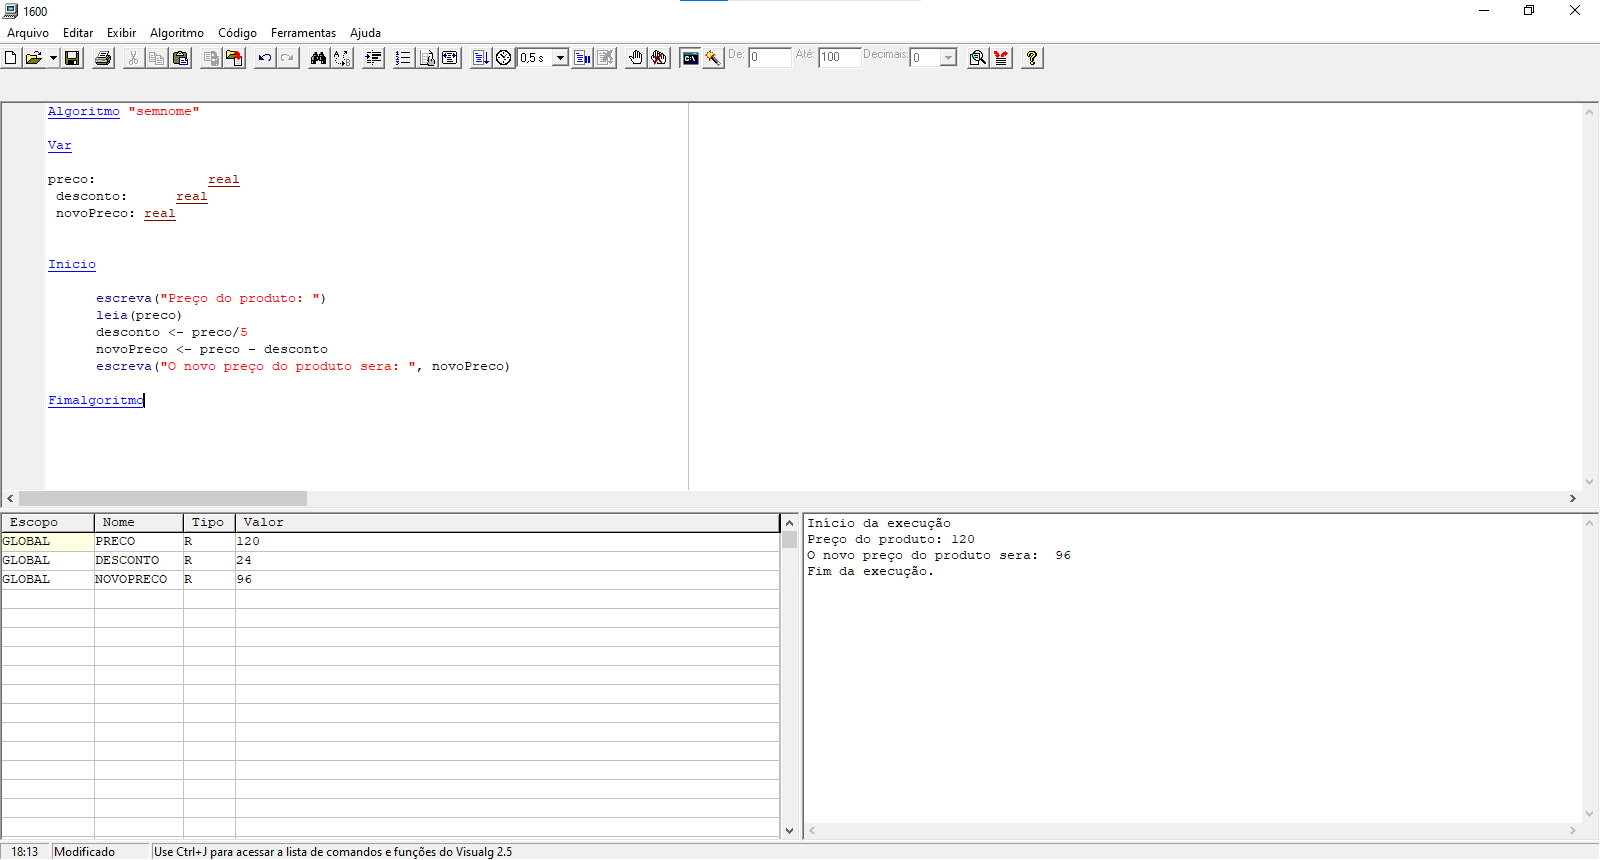 1600
Arquivo Editar Exibir Algoritmo Código Ferramentas Ajuda
0,5 s De: 0 Até: 100 Decimais: 0
Algoritmo "semnome"
Var
preco: real
desconto: real
novoPreco: real
Inicio
escreva("Preço do produto: ")
leia(preco)
desconto <- preco/5
novoPreco <- preco - desconto
escreva("O novo preço do produto sera: ", novoPreco)
Fimalgoritmo
Escopo Nome Tipo Valor
GLOBAL PRECO R 120
GLOBAL DESCONTO R 24
GLOBAL NOVOPRECO R 96
Início da execução
Preço do produto: 120
O novo preço do produto sera: 96
Fim da execução.
18:13 Modificado Use Ctrl+J para acessar a lista de comandos e funções do Visualg 2.5